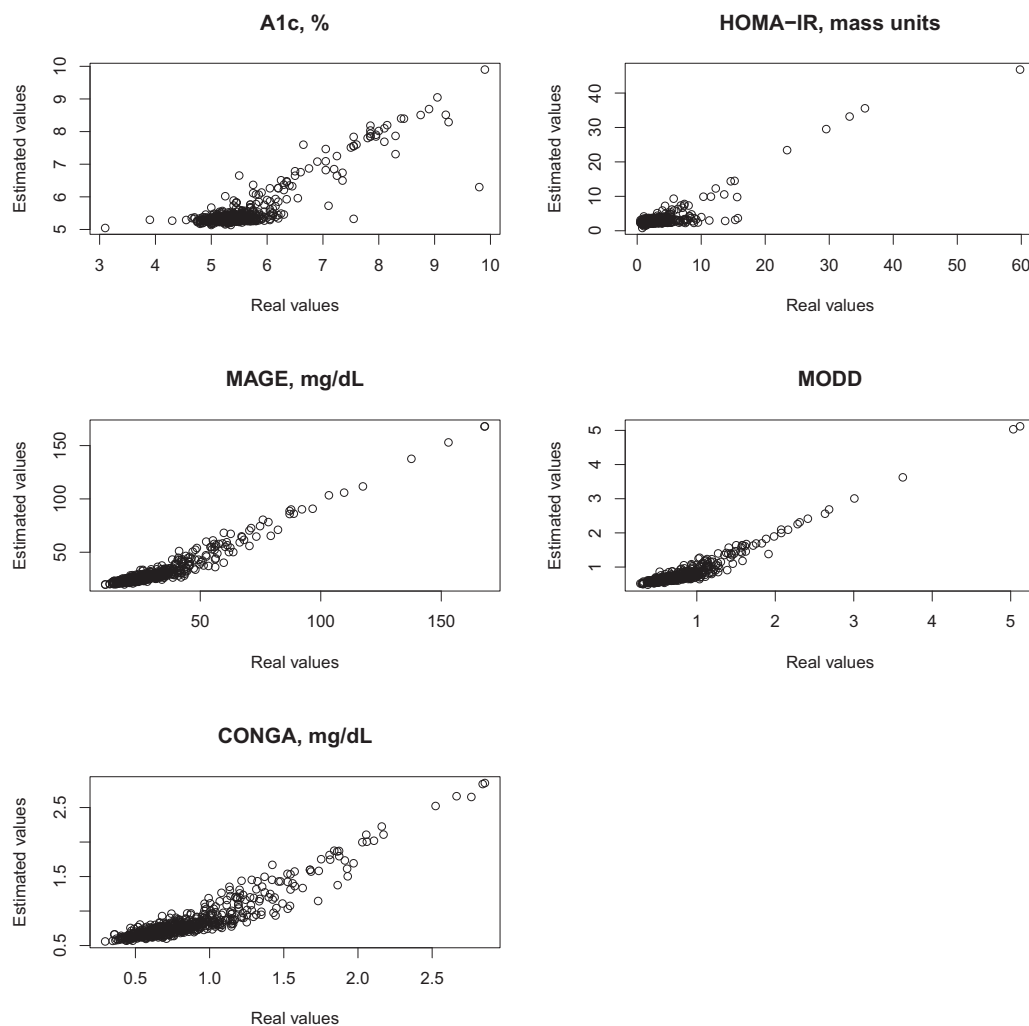 A1c, %
Estimated values
5 6 7 8 9 10
3 4 5 6 7 8 9 10
Real values
HOMA−IR, mass units
Estimated values
0 10 20 30 40
0 10 20 30 40 50 60
Real values
MAGE, mg/dL
Estimated values
50 100 150
50 100 150
Real values
MODD
Estimated values
1 2 3 4 5
1 2 3 4 5
Real values
CONGA, mg/dL
Estimated values
0.5 1.5 2.5
0.5 1.0 1.5 2.0 2.5
Real values